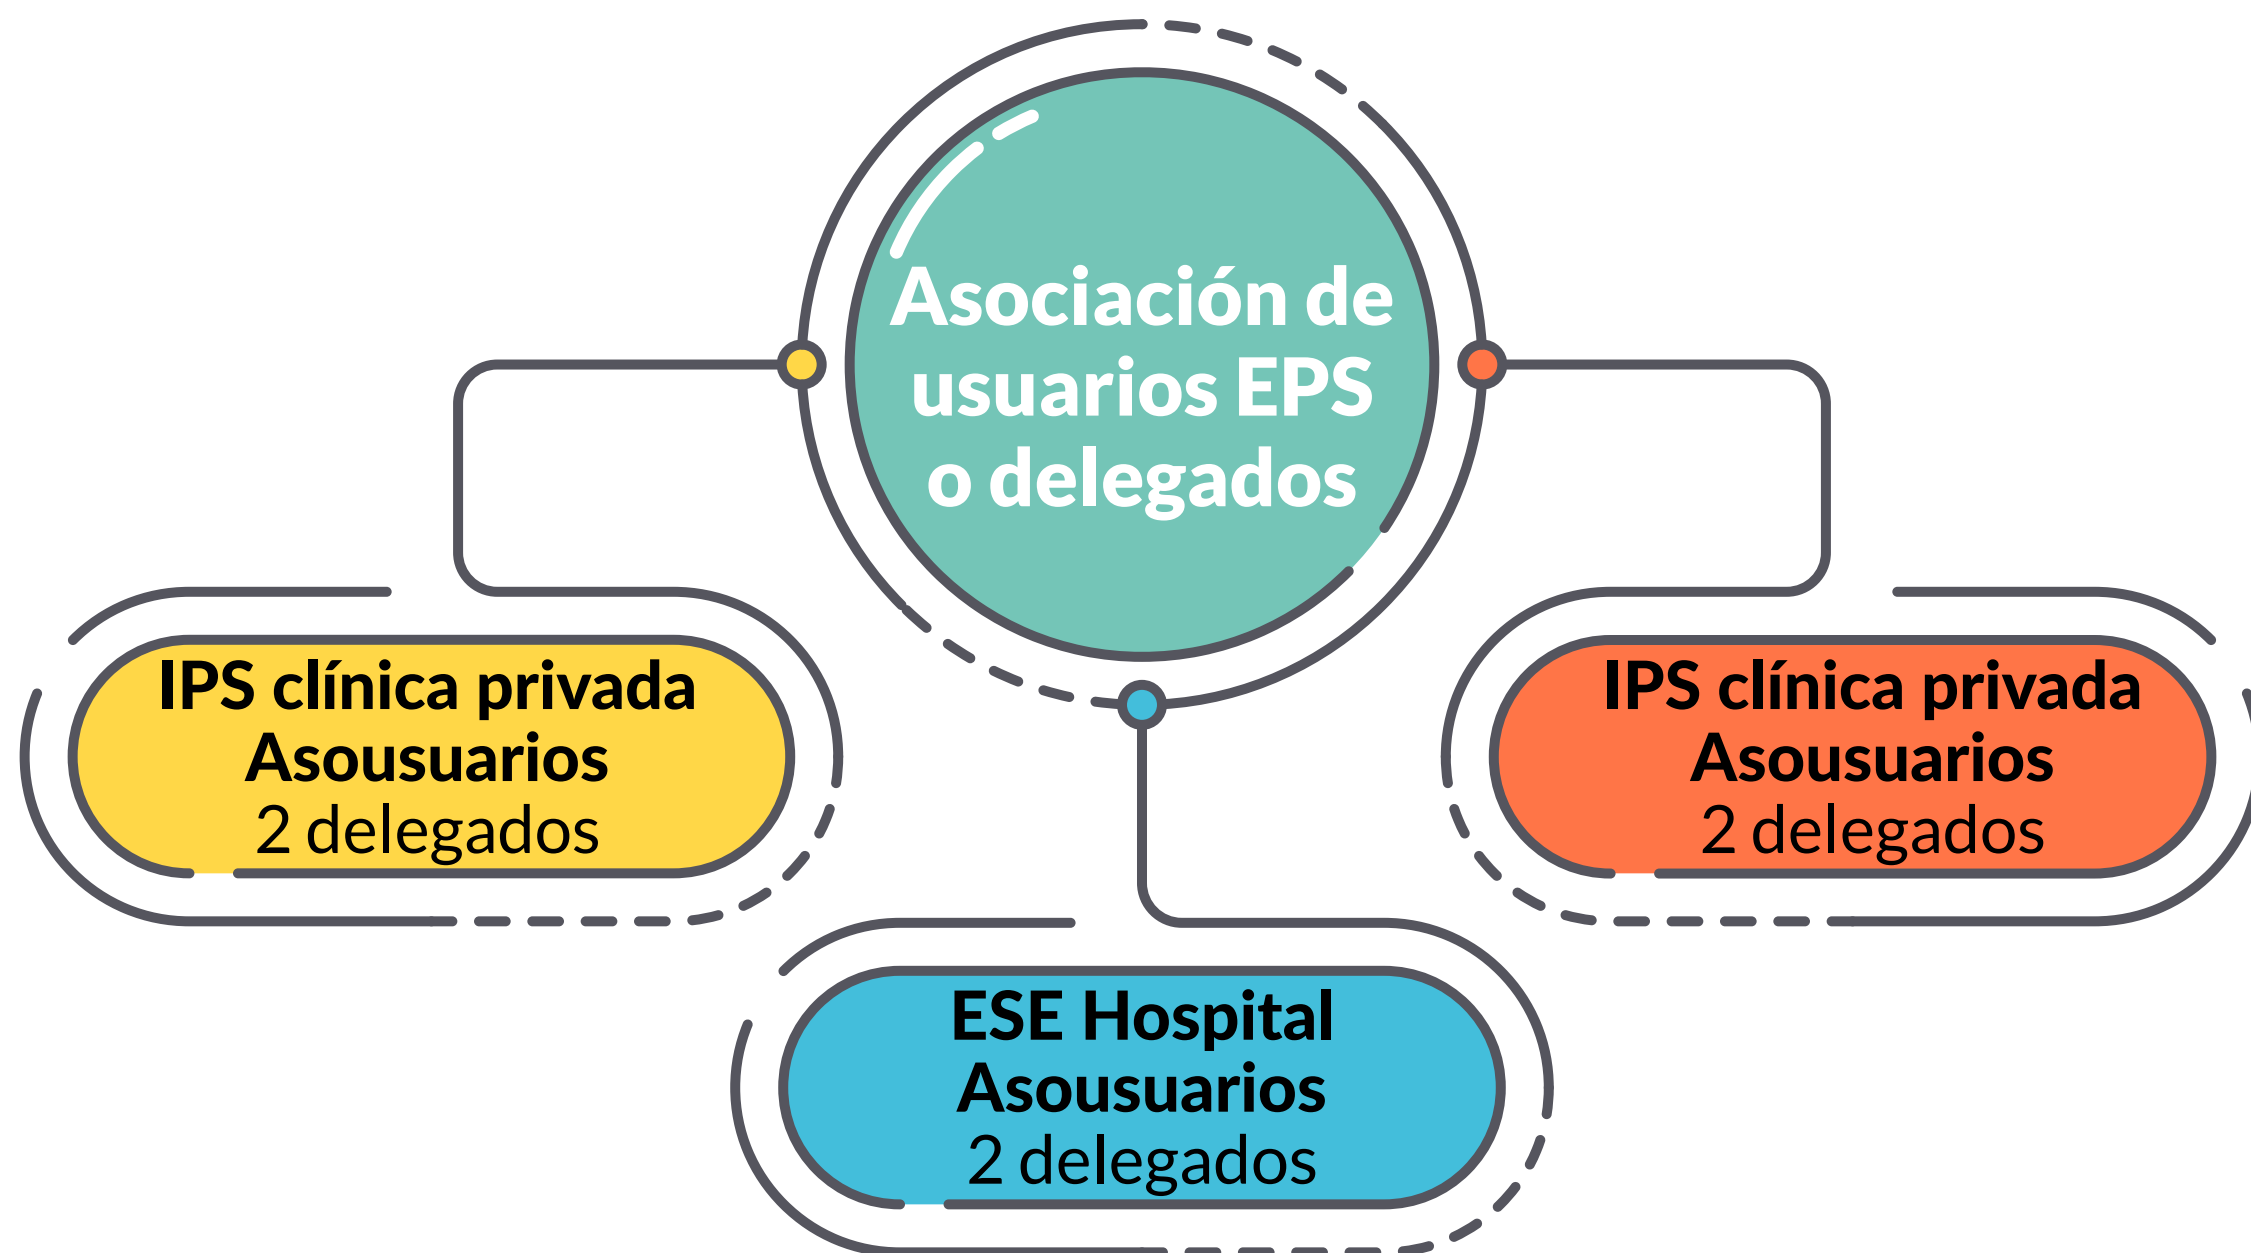 Asociación de
usuarios EPS
o delegados
IPS clínica privada
Asousuarios
2 delegados
IPS clínica privada
Asousuarios
2 delegados
ESE Hospital
Asousuarios
2 delegados